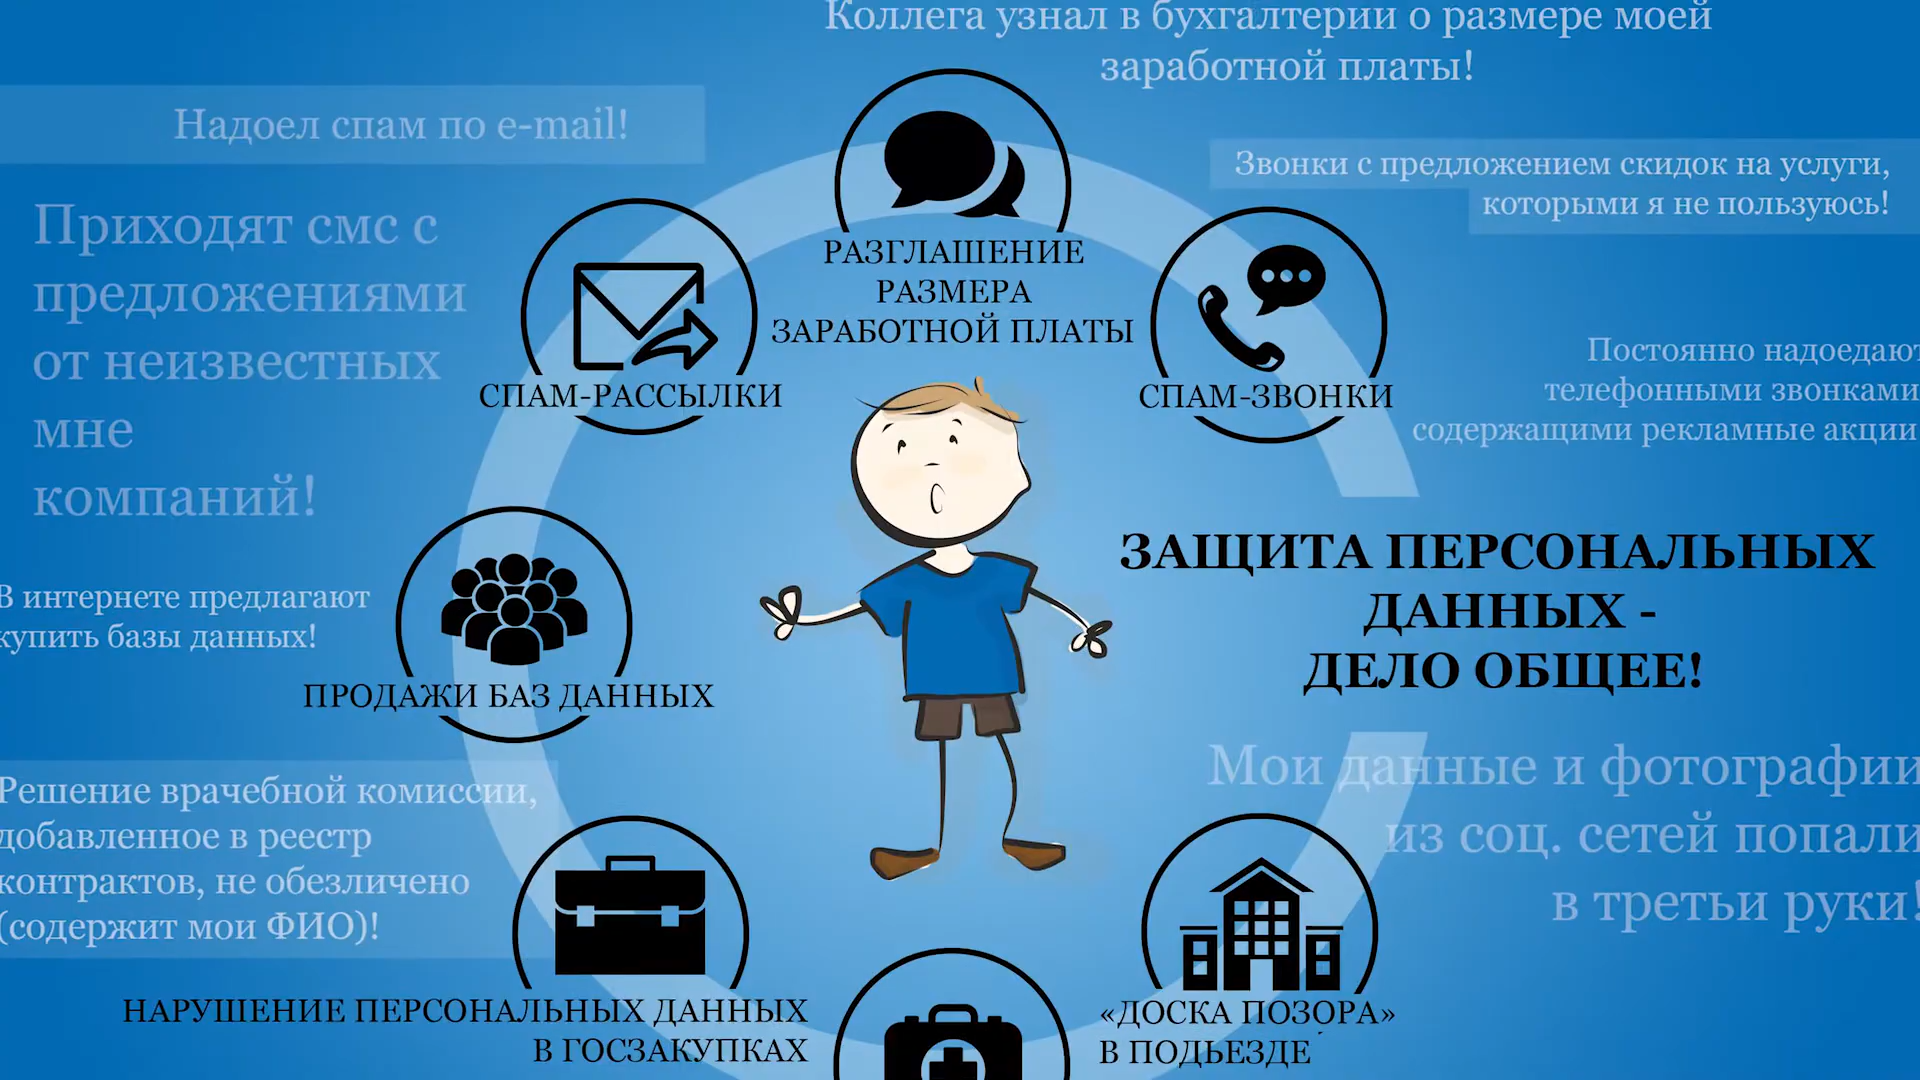 Коллега узнал в бухгалтерии о размере моей
заработной платы!
Надоел спам по e-mail!
Звонки с предложением скидок на услуги,
которыми я не пользуюсь!
Приходят смс с
предложениями
от неизвестных
мне
компаний!
РАЗГЛАШЕНИЕ
РАЗМЕРА
ЗАРАБОТНОЙ ПЛАТЫ
СПАМ-РАССЫЛКИ
СПАМ-ЗВОНКИ
Постоянно надоедают
телефонными звонками
содержащими рекламные акции
ЗАЩИТА ПЕРСОНАЛЬНЫХ
ДАННЫХ -
ДЕЛО ОБЩЕЕ!
В интернете предлагают
купить базы данных!
ПРОДАЖИ БАЗ ДАННЫХ
Мои данные и фотографии
из соц. сетей попали
в третьи руки!
Решение врачебной комиссии,
добавленное в реестр
контрактов, не обезличено
(содержит мои ФИО)!
НАРУШЕНИЕ ПЕРСОНАЛЬНЫХ ДАННЫХ
В ГОСЗАКУПКАХ
«ДОСКА ПОЗОРА»
В ПОДЬЕЗДЕ